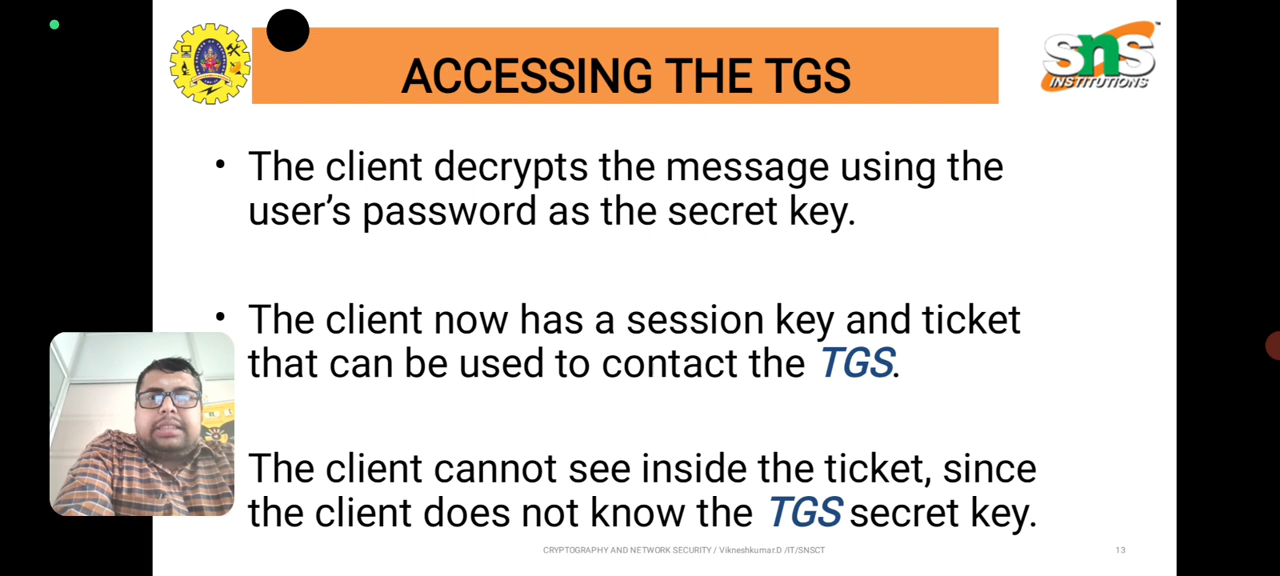 ACCESSING THE TGS
SNS
INSTITUTIONS
• The client decrypts the message using the
user's password as the secret key.
• The client now has a session key and ticket
that can be used to contact the TGS.
The client cannot see inside the ticket, since
the client does not know the TGS secret key.
CRYPTOGRAPHY AND NETWORK SECURITY / Vikneshkumar.D /IT/SNSCT
13